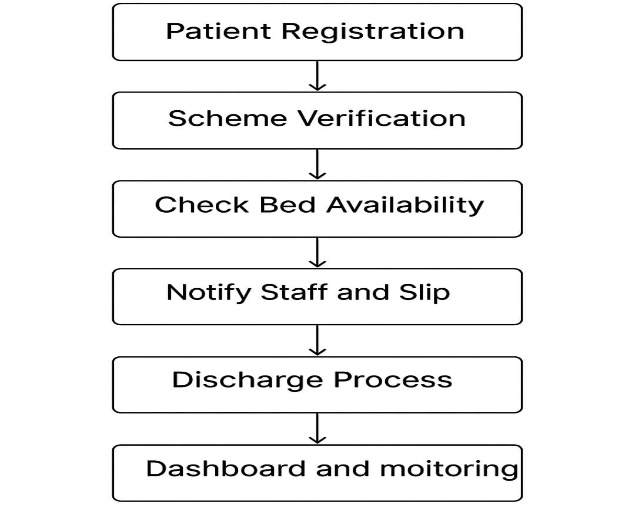 Patient Registration
Scheme Verification
Check Bed Availability
Notify Staff and Slip
Discharge Process
Dashboard and moitoring